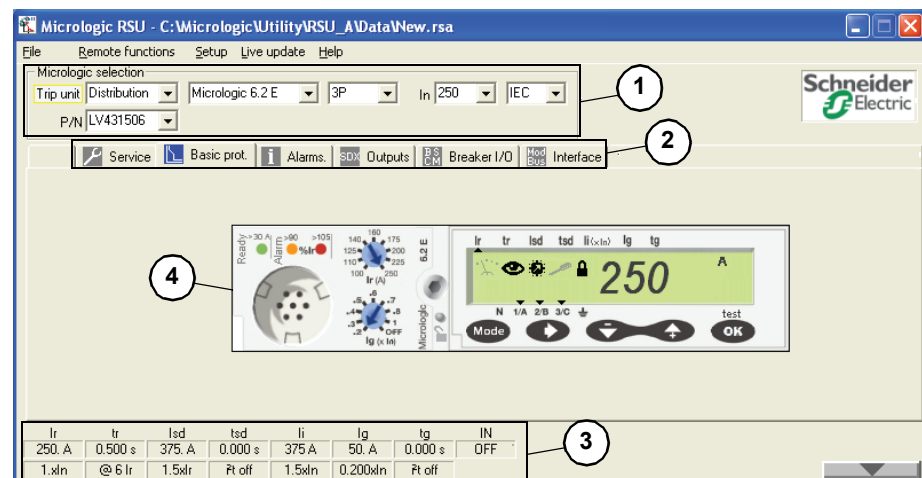 Micrologic RSU - C:\Micrologic\Utility\RSU_A\Data\New.rsa
File Remote functions Setup Live update Help
Micrologic selection
Trip unit Distribution Micrologic 6.2 E 3P In 250 IEC
P/N LV431506
1
Schneider
Electric
Service Basic prot. i Alarms. SDX Outputs BSCM Breaker I/O Mod Bus Interface
2
Ready >30 A Alarm >90 >105 %Ir
100 110 125 140 160 175 200 225 250
Ir (A)
.2 .3 .4 .5 .6 .7 .8 1 OFF
Ig (x In)
6.2 E
Micrologic
Ir tr Isd tsd Ii(xIn) Ig tg
250 A
N 1/A 2/B 3/C
Mode test OK
4
Ir tr Isd tsd Ii Ig tg IN
250. A 0.500 s 375. A 0.000 s 375 A 50. A 0.000 s OFF
1.xIn @ 6 Ir 1.5xIr I²t off 1.5xIn 0.200xIn I²t off
3